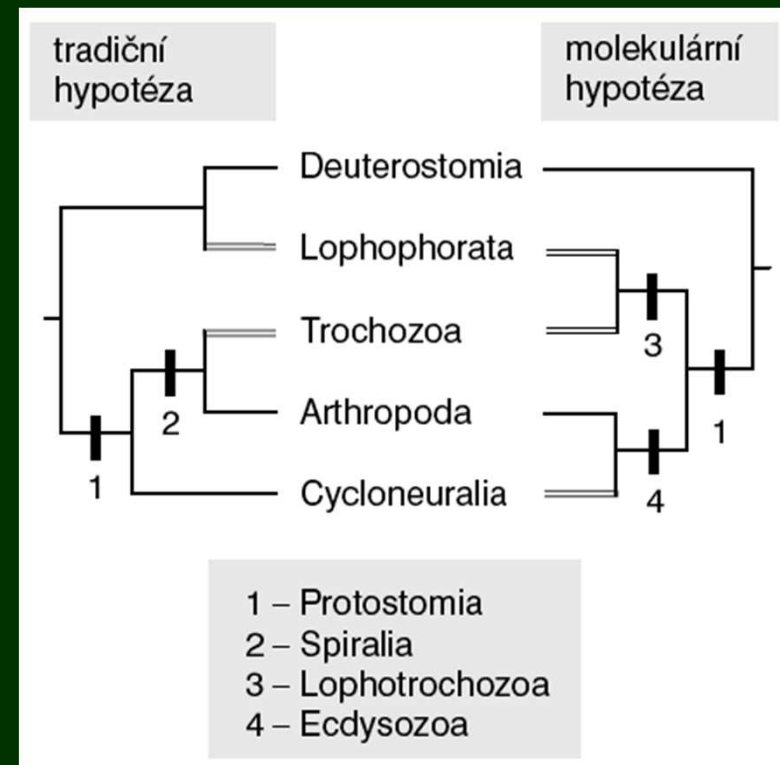 tradiční
hypotéza
molekulární
hypotéza
Deuterostomia
Lophophorata
Trochozoa
3
Arthropoda
2
1
Cycloneuralia
1
4
1 – Protostomia
2 – Spiralia
3 – Lophotrochozoa
4 – Ecdysozoa